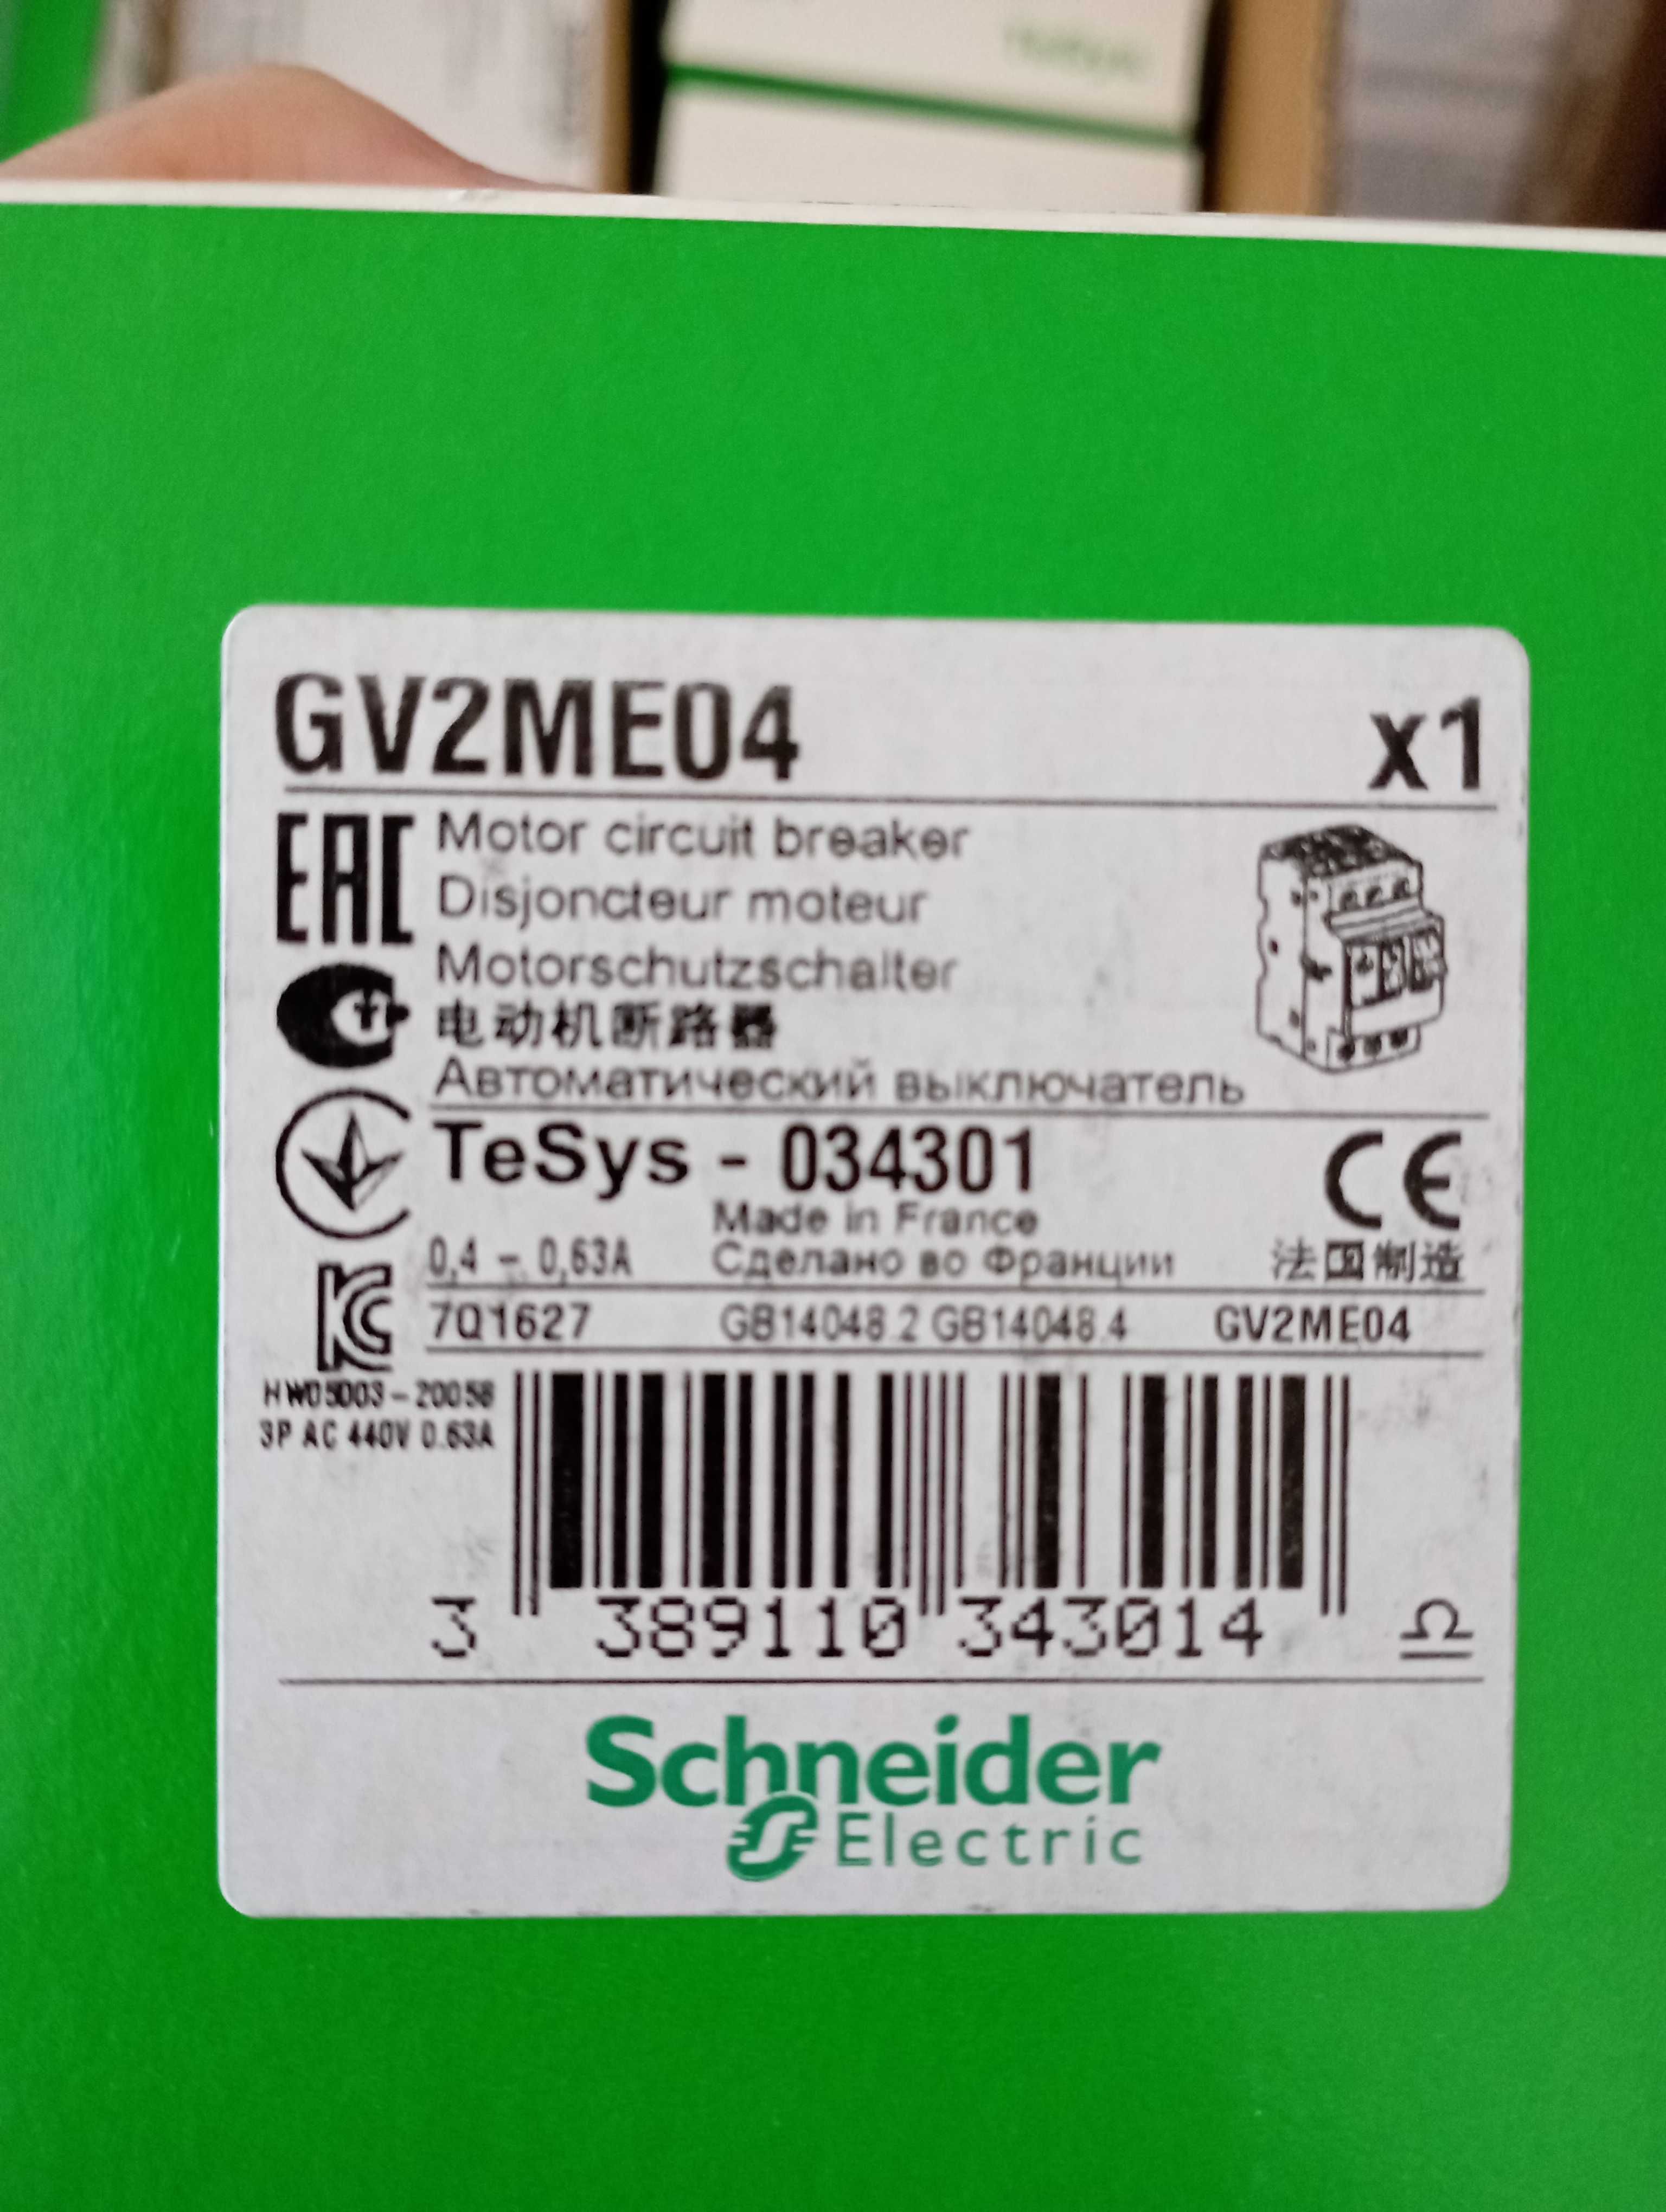 GV2ME04 x1
EAC
Motor circuit breaker
Disjoncteur moteur
Motorschutzschalter
电动机断路器
Автоматический выключатель
TeSys - 034301
CE
Made in France
0,4 - 0,63A Сделано во Франции 法国制造
7Q1627 GB14048.2 GB14048.4 GV2ME04
HW05003-20058
3P AC 440V 0.63A
3 389110 343014
Schneider
Electric